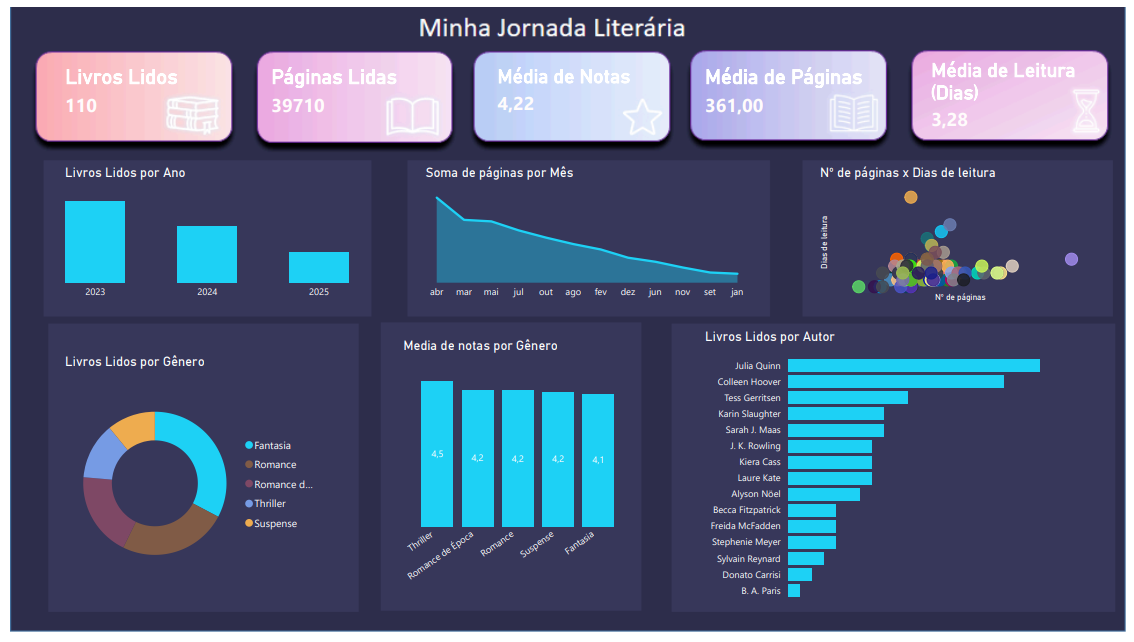 Minha Jornada Literária
Livros Lidos
110
Páginas Lidas
39710
Média de Notas
4,22
Média de Páginas
361,00
Média de Leitura
(Dias)
3,28
Livros Lidos por Ano
2023
2024
2025
Soma de páginas por Mês
abr
mar
mai
jul
out
ago
fev
dez
jun
nov
set
jan
Nº de páginas x Dias de leitura
Dias de leitura
Nº de páginas
Livros Lidos por Gênero
Fantasia
Romance
Romance d...
Thriller
Suspense
Media de notas por Gênero
4,5
4,2
4,2
4,2
4,1
Thriller
Romance de Época
Romance
Suspense
Fantasia
Livros Lidos por Autor
Julia Quinn
Colleen Hoover
Tess Gerritsen
Karin Slaughter
Sarah J. Maas
J. K. Rowling
Kiera Cass
Laure Kate
Alyson Nöel
Becca Fitzpatrick
Freida McFadden
Stephenie Meyer
Sylvain Reynard
Donato Carrisi
B. A. Paris